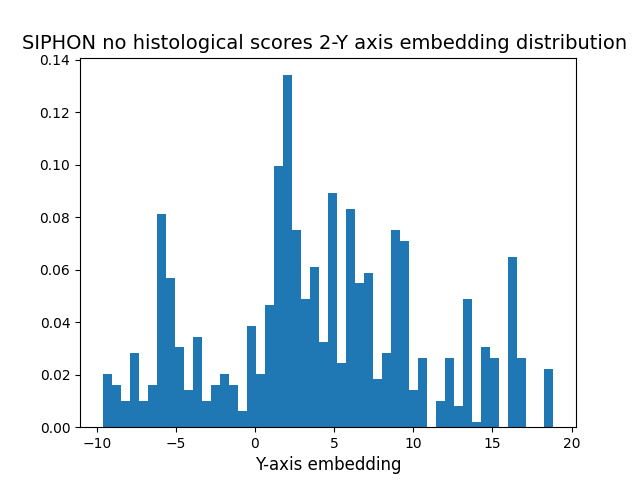 SIPHON no histological scores 2-Y axis embedding distribution
0.14
0.12
0.10
0.08
0.06
0.04
0.02
0.00
−10 −5 0 5 10 15 20
Y-axis embedding